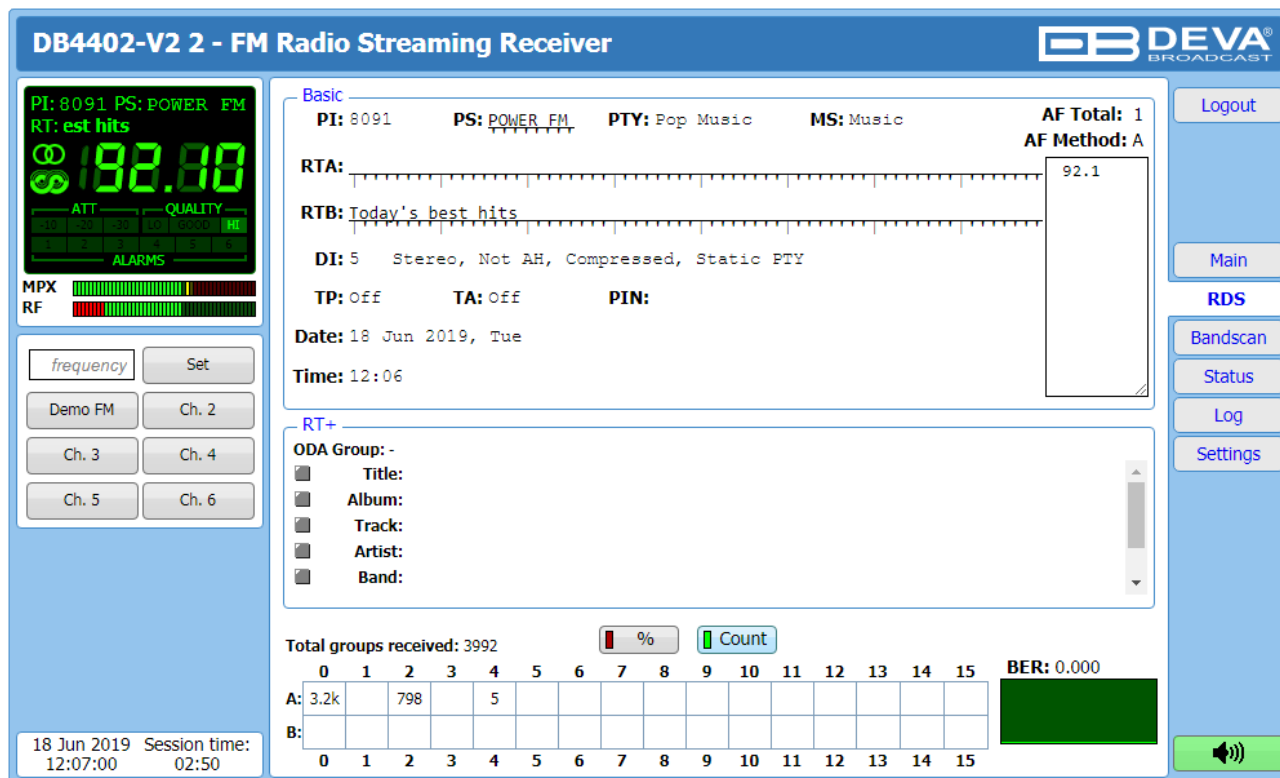 DB4402-V2 2 - FM Radio Streaming Receiver
DEVA®
BROADCAST
PI: 8091 PS: POWER FM
RT: est hits
92.10
ATT QUALITY
-10 -20 -30 LO GOOD HI
1 2 3 4 5 6
ALARMS
MPX
RF
frequency Set
Demo FM Ch. 2
Ch. 3 Ch. 4
Ch. 5 Ch. 6
18 Jun 2019 Session time:
12:07:00 02:50
Basic
PI: 8091 PS: POWER FM PTY: Pop Music MS: Music AF Total: 1
AF Method: A
RTA:
92.1
RTB: Today's best hits
DI: 5 Stereo, Not AH, Compressed, Static PTY
TP: Off TA: Off PIN:
Date: 18 Jun 2019, Tue
Time: 12:06
RT+
ODA Group: -
Title:
Album:
Track:
Artist:
Band:
Total groups received: 3992 % Count
0 1 2 3 4 5 6 7 8 9 10 11 12 13 14 15
A: 3.2k 798 5
B:
0 1 2 3 4 5 6 7 8 9 10 11 12 13 14 15
BER: 0.000
Logout
Main
RDS
Bandscan
Status
Log
Settings